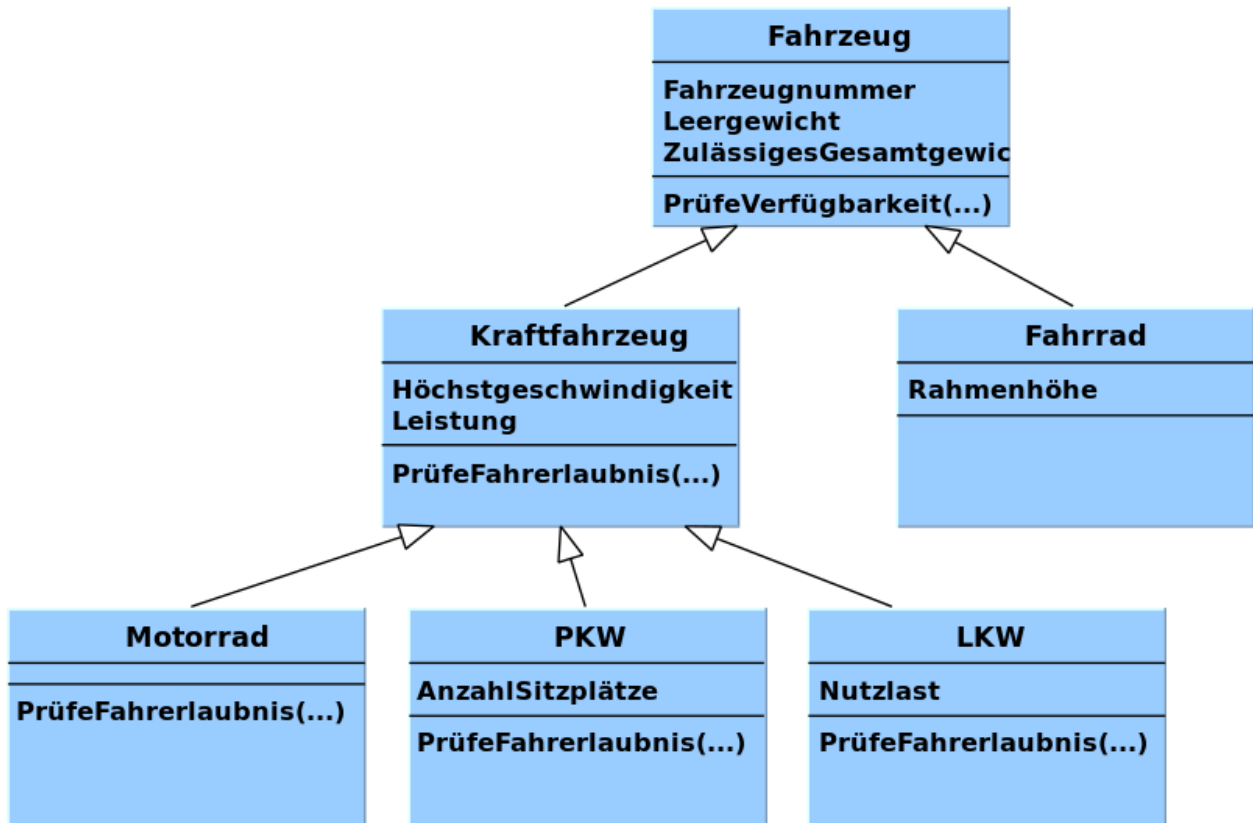 Fahrzeug
Fahrzeugnummer
Leergewicht
ZulässigesGesamtgewic
PrüfeVerfügbarkeit(...)
Kraftfahrzeug
Höchstgeschwindigkeit
Leistung
PrüfeFahrerlaubnis(...)
Fahrrad
Rahmenhöhe
Motorrad
PrüfeFahrerlaubnis(...)
PKW
AnzahlSitzplätze
PrüfeFahrerlaubnis(...)
LKW
Nutzlast
PrüfeFahrerlaubnis(...)